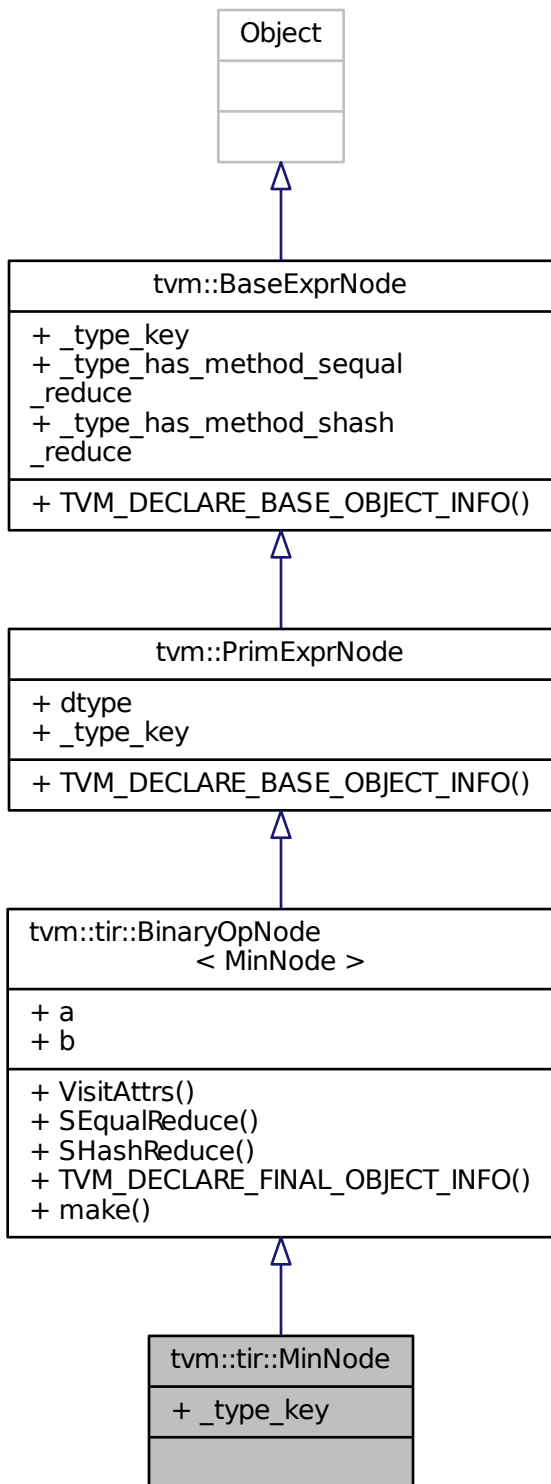 Object
tvm::BaseExprNode
+ _type_key
+ _type_has_method_sequal
_reduce
+ _type_has_method_shash
_reduce
+ TVM_DECLARE_BASE_OBJECT_INFO()
tvm::PrimExprNode
+ dtype
+ _type_key
+ TVM_DECLARE_BASE_OBJECT_INFO()
tvm::tir::BinaryOpNode
< MinNode >
+ a
+ b
+ VisitAttrs()
+ SEqualReduce()
+ SHashReduce()
+ TVM_DECLARE_FINAL_OBJECT_INFO()
+ make()
tvm::tir::MinNode
+ _type_key